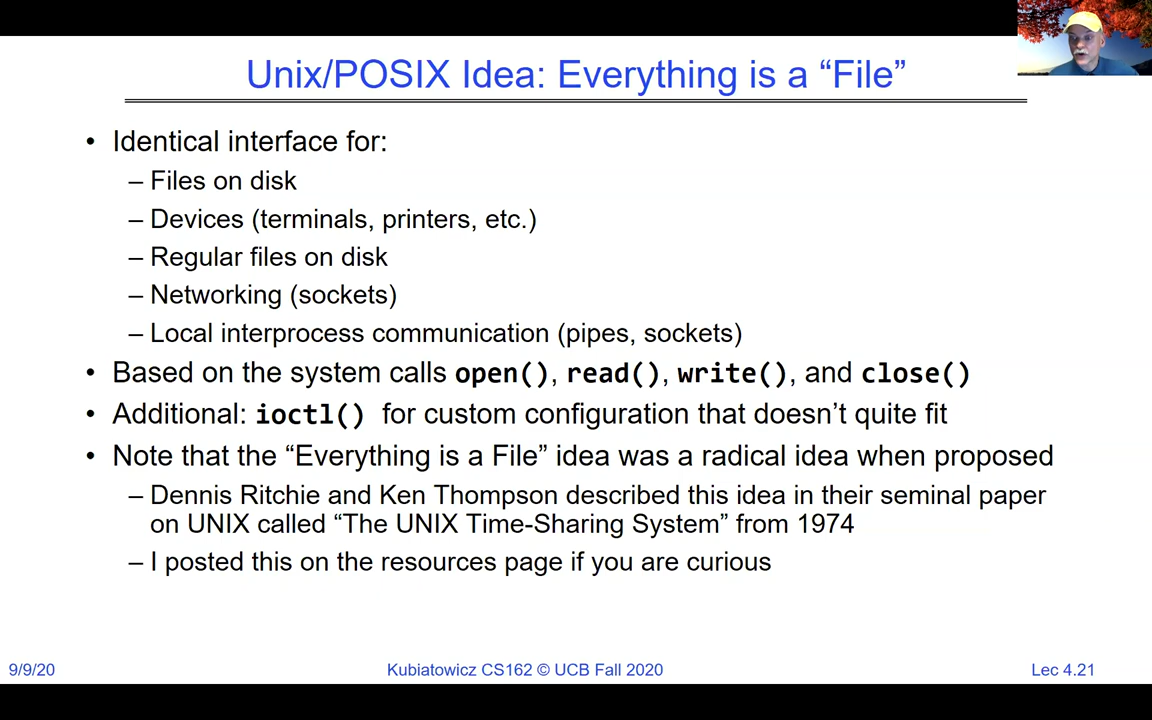 Unix/POSIX Idea: Everything is a “File”
• Identical interface for:
– Files on disk
– Devices (terminals, printers, etc.)
– Regular files on disk
– Networking (sockets)
– Local interprocess communication (pipes, sockets)
• Based on the system calls open(), read(), write(), and close()
• Additional: ioctl() for custom configuration that doesn’t quite fit
• Note that the “Everything is a File” idea was a radical idea when proposed
– Dennis Ritchie and Ken Thompson described this idea in their seminal paper
on UNIX called “The UNIX Time-Sharing System” from 1974
– I posted this on the resources page if you are curious
9/9/20
Kubiatowicz CS162 © UCB Fall 2020
Lec 4.21